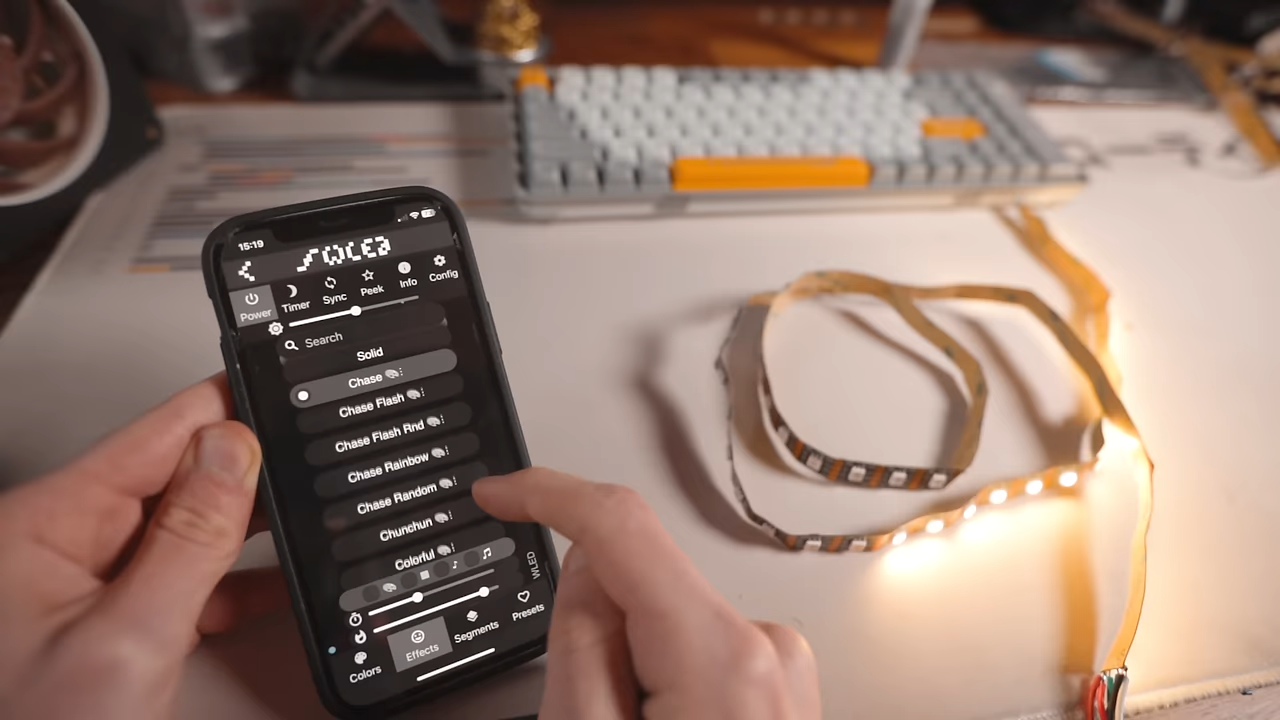 15:19
WLED
Power Timer Sync Peek Info Config
Search
Solid
Chase
Chase Flash
Chase Flash Rnd
Chase Rainbow
Chase Random
Chunchun
Colorful
WLED
Colors Effects Segments Presets